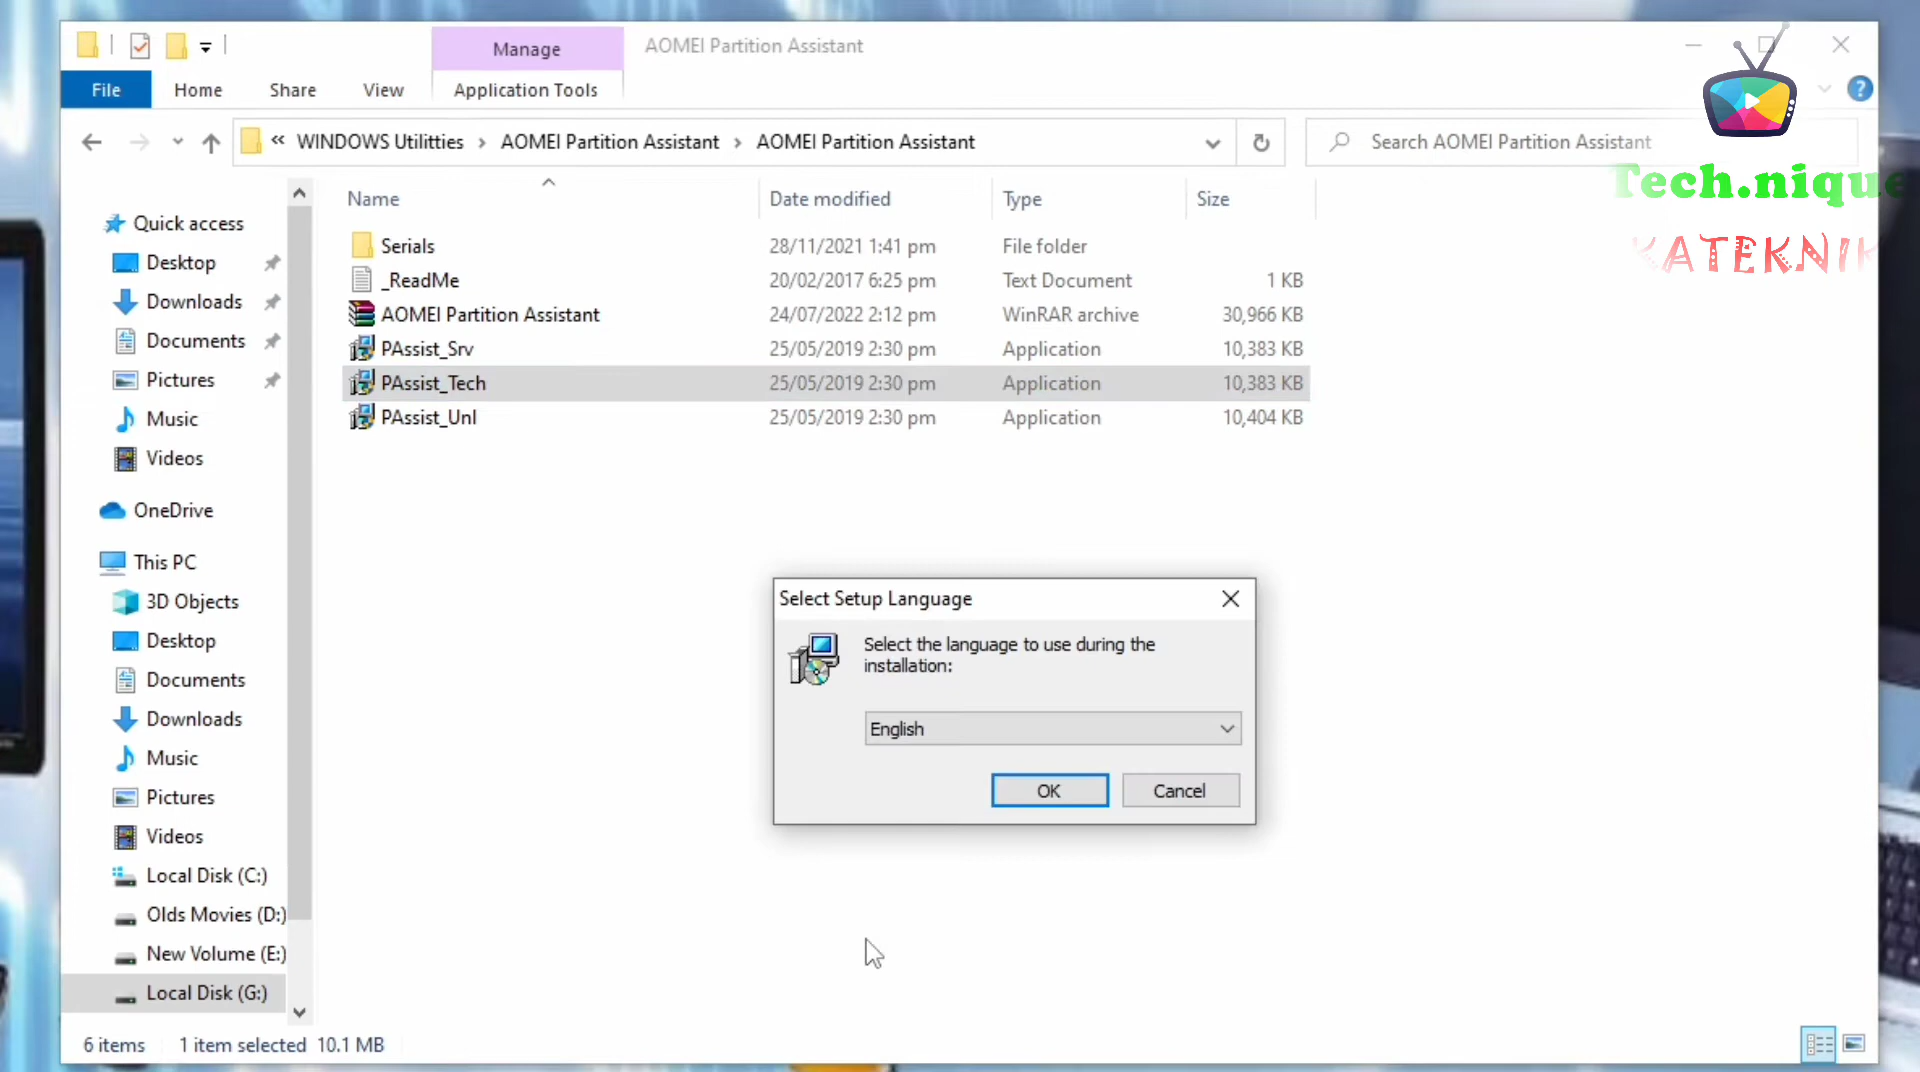 Manage
AOMEI Partition Assistant
File
Home
Share
View
Application Tools
« WINDOWS Utilitties › AOMEI Partition Assistant › AOMEI Partition Assistant
Search AOMEI Partition Assistant
Tech.nique
KATEKNIK
Name
Date modified
Type
Size
Serials 28/11/2021 1:41 pm File folder
_ReadMe 20/02/2017 6:25 pm Text Document 1 KB
AOMEI Partition Assistant 24/07/2022 2:12 pm WinRAR archive 30,966 KB
PAssist_Srv 25/05/2019 2:30 pm Application 10,383 KB
PAssist_Tech 25/05/2019 2:30 pm Application 10,383 KB
PAssist_Unl 25/05/2019 2:30 pm Application 10,404 KB
Quick access
Desktop
Downloads
Documents
Pictures
Music
Videos
OneDrive
This PC
3D Objects
Desktop
Documents
Downloads
Music
Pictures
Videos
Local Disk (C:)
Olds Movies (D:)
New Volume (E:)
Local Disk (G:)
Select Setup Language
Select the language to use during the
installation:
English
OK
Cancel
6 items
1 item selected 10.1 MB